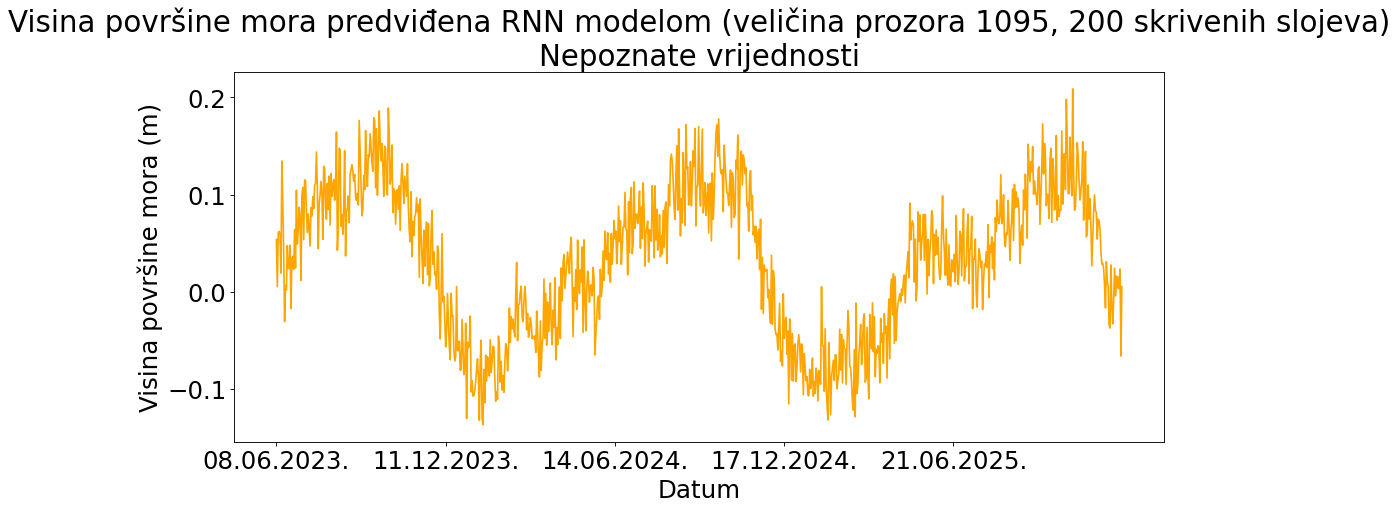 Visina površine mora predviđena RNN modelom (veličina prozora 1095, 200 skrivenih slojeva)
Nepoznate vrijednosti
Visina površine mora (m)
0.2
0.1
0.0
−0.1
08.06.2023. 11.12.2023. 14.06.2024. 17.12.2024. 21.06.2025.
Datum